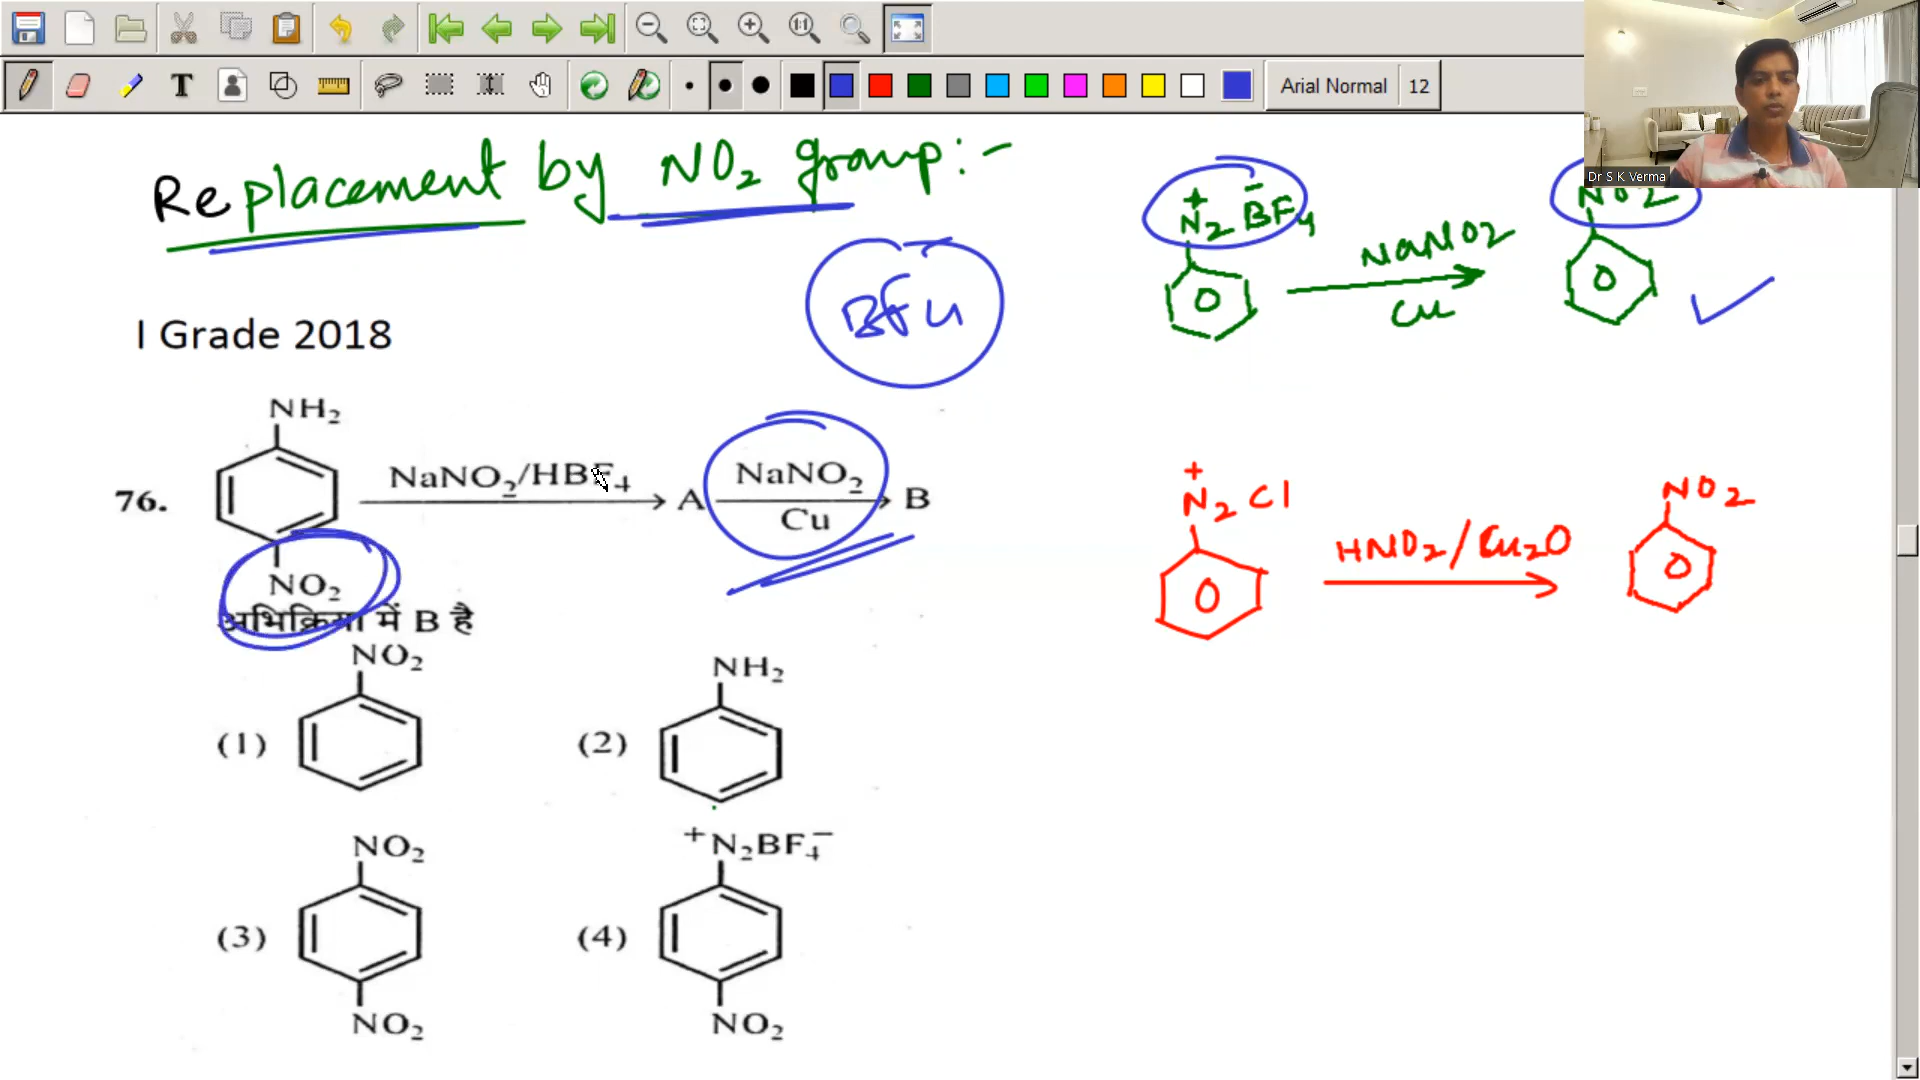 Arial Normal 12
Dr S K Verma
Replacement by NO2 group:-
N2+ BF4-
NaNO2
Cu
NO2
BF4-
I Grade 2018
NH2
76.
NaNO2/HBF4
A
NaNO2
Cu
B
NO2
अभिक्रिया में B है
N2+ Cl
HNO2/Cu2O
NO2
(1)
NO2
(2)
NH2
(3)
NO2
NO2
(4)
+N2BF4−
NO2